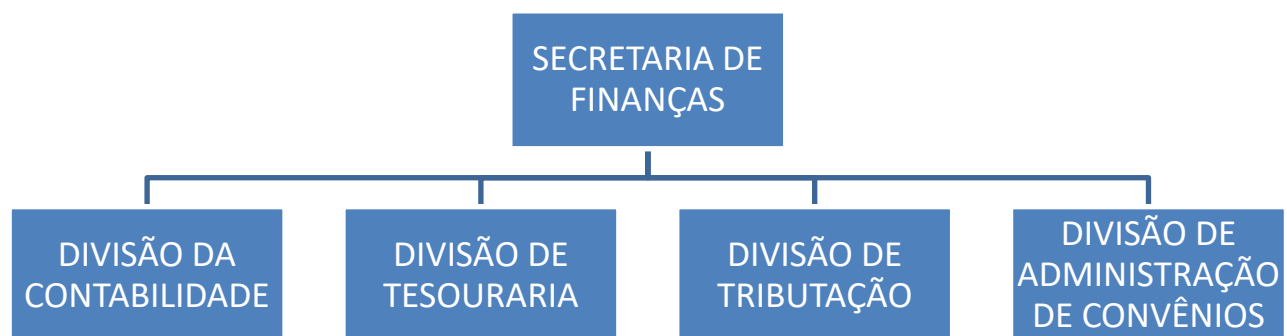 SECRETARIA DE
FINANÇAS
DIVISÃO DA
CONTABILIDADE
DIVISÃO DE
TESOURARIA
DIVISÃO DE
TRIBUTAÇÃO
DIVISÃO DE
ADMINISTRAÇÃO
DE CONVÊNIOS